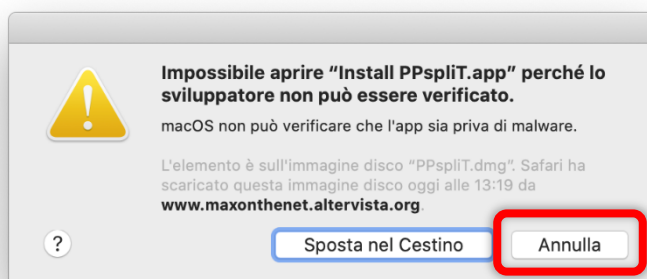 Impossibile aprire “Install PPspliT.app” perché lo
sviluppatore non può essere verificato.
macOS non può verificare che l'app sia priva di malware.
L'elemento è sull'immagine disco “PPspliT.dmg”. Safari ha
scaricato questa immagine disco oggi alle 13:19 da
www.maxonthenet.altervista.org.
?
Sposta nel Cestino
Annulla